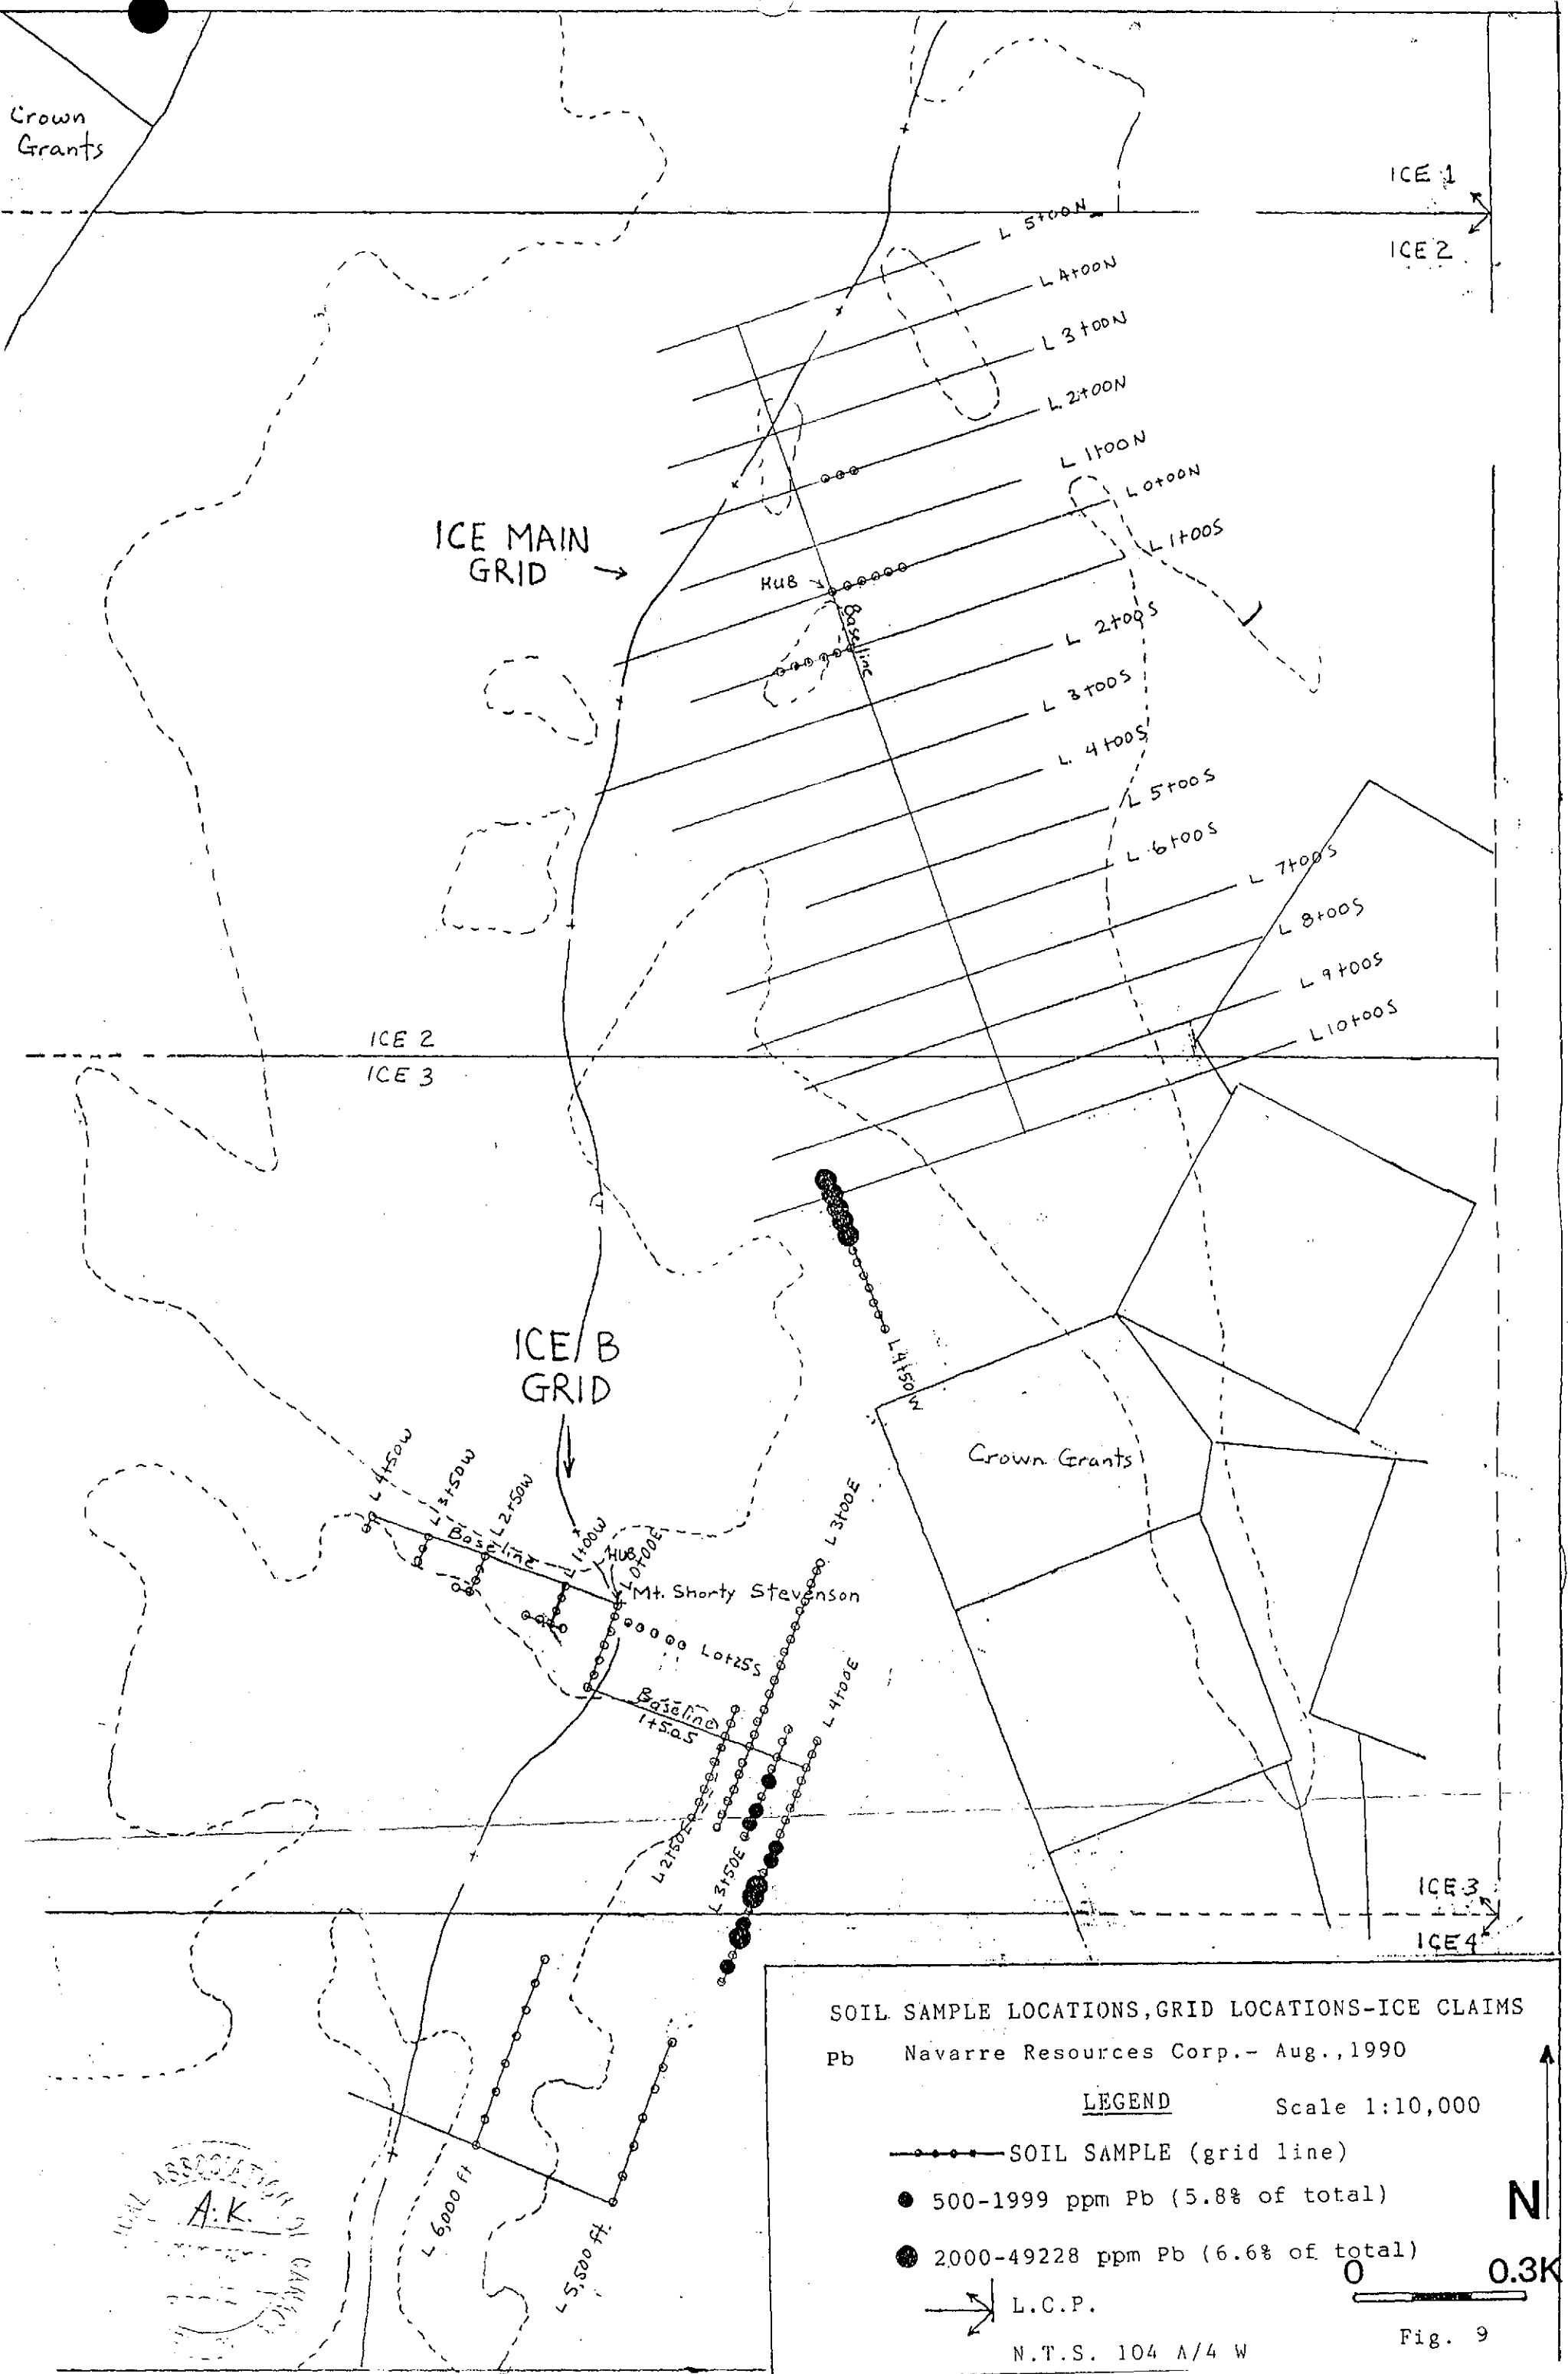 Crown
Grants
ICE 1
ICE 2
L 5+00N
L 4+00N
L 3+00N
L 2+00N
L 1+00N
L 0+00N
L 1+00S
ICE MAIN
GRID
HUB
Baseline
L 2+00S
L 3+00S
L 4+00S
L 5+00S
L 6+00S
L 7+00S
L 8+00S
L 9+00S
L 10+00S
ICE 2
ICE 3
ICE/B
GRID
L 4+50W
Crown Grants
L 4+50W
L 3+50W
L 2+50W
Baseline
L 1+00W
HUB
L 0+00E
L 3+00E
Mt. Shorty Stevenson
L 0+25S
L 4+00E
Baseline
1+50S
L 2+50E
L 3+50E
ICE 3
ICE 4
SOIL SAMPLE LOCATIONS, GRID LOCATIONS-ICE CLAIMS
Pb Navarre Resources Corp.- Aug.,1990
LEGEND Scale 1:10,000
SOIL SAMPLE (grid line)
500-1999 ppm Pb (5.8% of total)
N
2000-49228 ppm Pb (6.6% of total)
0 0.3K
L.C.P.
Fig. 9
N.T.S. 104 A/4 W
L 6,000 ft
L 5,500 ft.
ASSOCIATION
A.K.